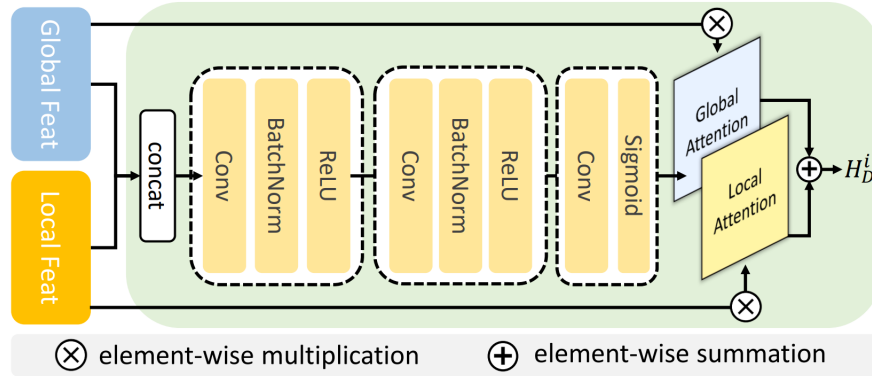 Global Feat
Local Feat
concat
Conv
BatchNorm
ReLU
Conv
BatchNorm
ReLU
Conv
Sigmoid
Global
Attention
Local
Attention
H_D^i
element-wise multiplication
element-wise summation